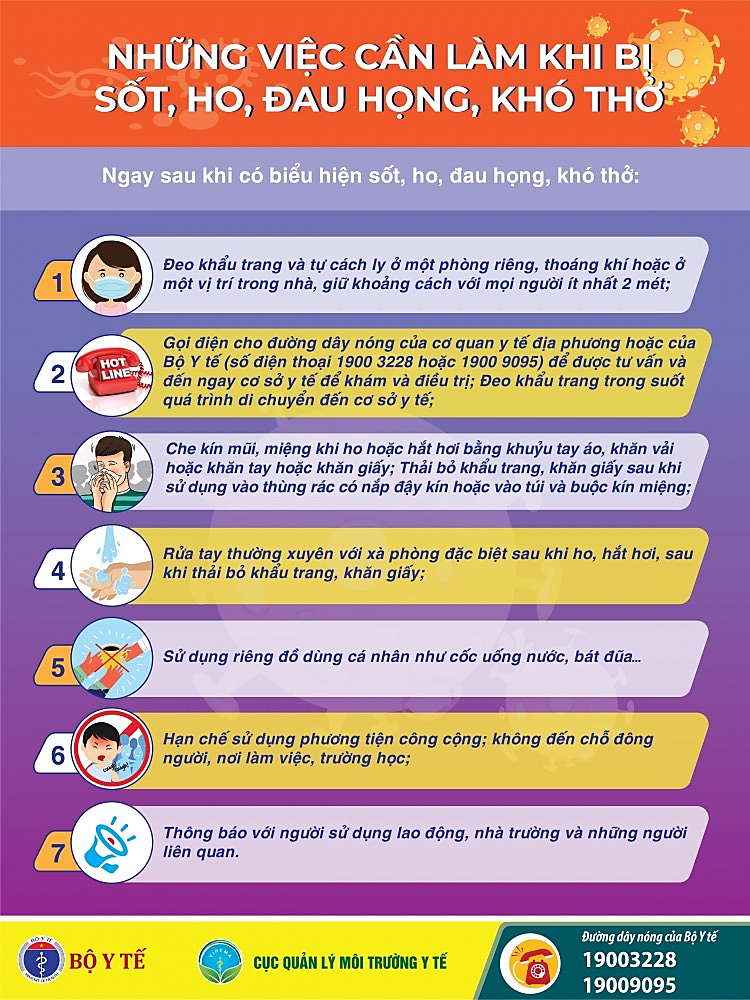 NHỮNG VIỆC CẦN LÀM KHI BỊ
SỐT, HO, ĐAU HỌNG, KHÓ THỞ
Ngay sau khi có biểu hiện sốt, ho, đau họng, khó thở:
1
Đeo khẩu trang và tự cách ly ở một phòng riêng, thoáng khí hoặc ở
một vị trí trong nhà, giữ khoảng cách với mọi người ít nhất 2 mét;
2
HOT
LINE
Gọi điện cho đường dây nóng của cơ quan y tế địa phương hoặc của
Bộ Y tế (số điện thoại 1900 3228 hoặc 1900 9095) để được tư vấn và
đến ngay cơ sở y tế để khám và điều trị; Đeo khẩu trang trong suốt
quá trình di chuyển đến cơ sở y tế;
3
Che kín mũi, miệng khi ho hoặc hắt hơi bằng khuỷu tay áo, khăn vải
hoặc khăn tay hoặc khăn giấy; Thải bỏ khẩu trang, khăn giấy sau khi
sử dụng vào thùng rác có nắp đậy kín hoặc vào túi và buộc kín miệng;
4
Rửa tay thường xuyên với xà phòng đặc biệt sau khi ho, hắt hơi, sau
khi thải bỏ khẩu trang, khăn giấy;
5
Sử dụng riêng đồ dùng cá nhân như cốc uống nước, bát đũa...
6
Hạn chế sử dụng phương tiện công cộng; không đến chỗ đông
người, nơi làm việc, trường học;
7
Thông báo với người sử dụng lao động, nhà trường và những người
liên quan.
BỘ Y TẾ
BỘ Y TẾ
CỤC QUẢN LÝ MÔI TRƯỜNG Y TẾ
Đường dây nóng của Bộ Y tế
19003228
19009095